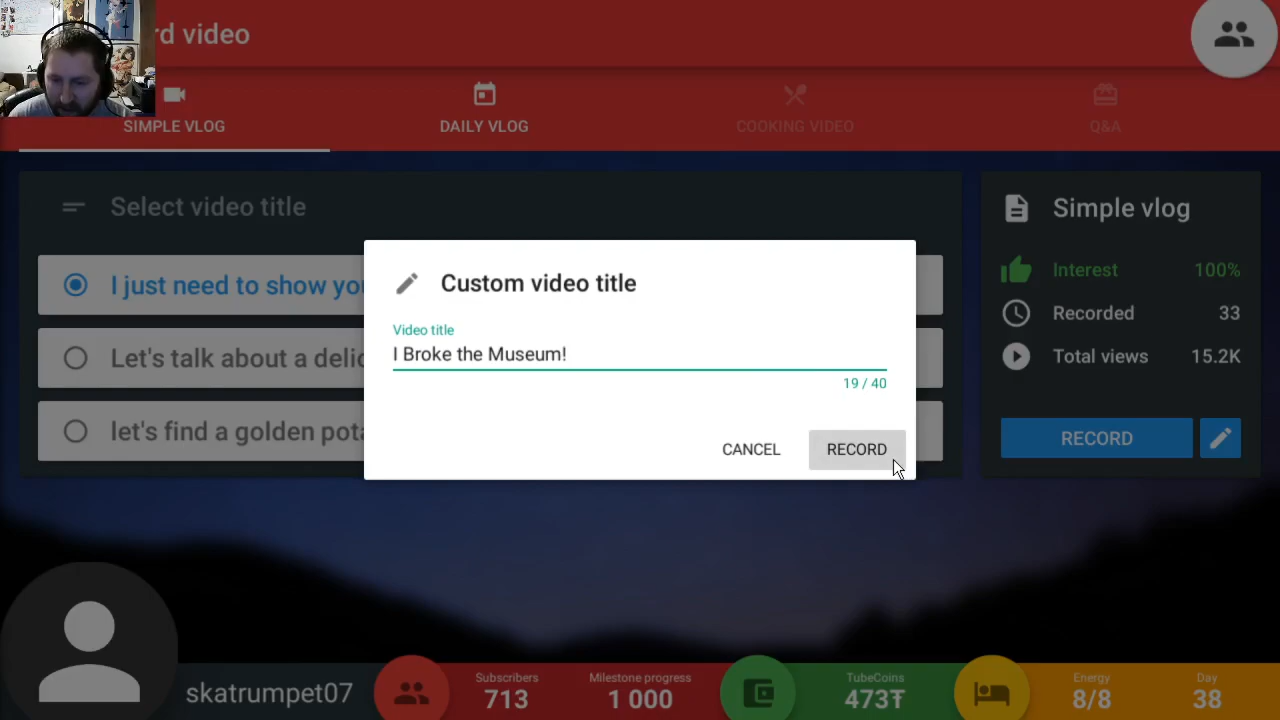 rd video
SIMPLE VLOG
DAILY VLOG
COOKING VIDEO
Q&A
Select video title
I just need to show you
Let's talk about a delic
let's find a golden pota
Simple vlog
Interest 100%
Recorded 33
Total views 15.2K
RECORD
Custom video title
Video title
I Broke the Museum!
19 / 40
CANCEL
RECORD
skatrumpet07
Subscribers
713
Milestone progress
1 000
TubeCoins
473Ŧ
Energy
8/8
Day
38